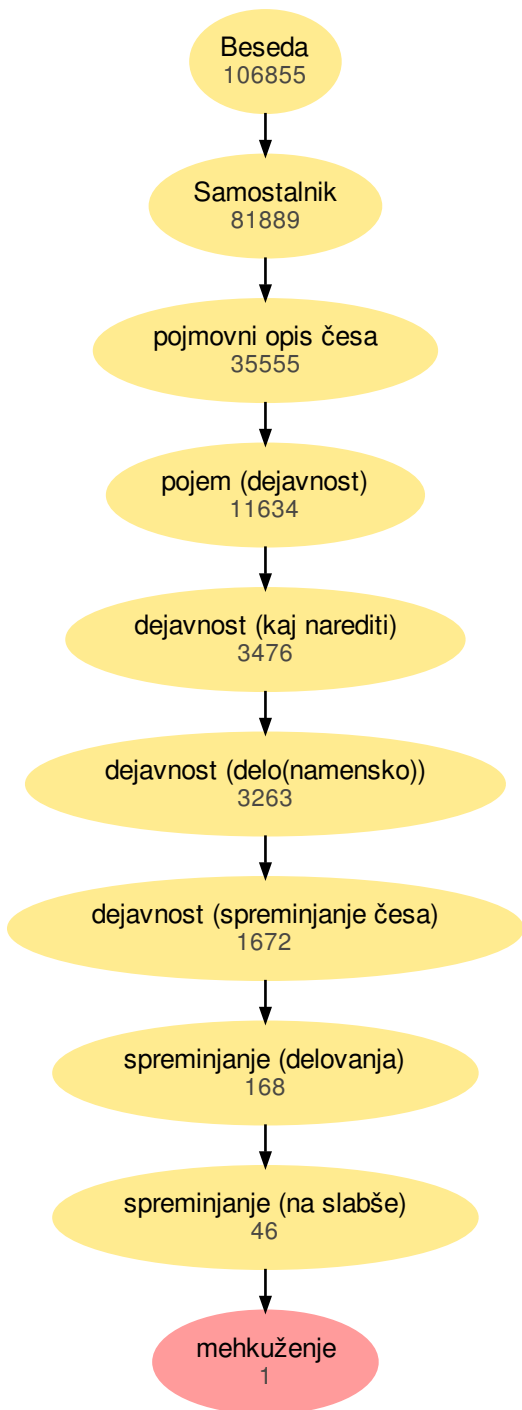 Beseda
106855
Samostalnik
81889
pojmovni opis česa
35555
pojem (dejavnost)
11634
dejavnost (kaj narediti)
3476
dejavnost (delo(namensko))
3263
dejavnost (spreminjanje česa)
1672
spreminjanje (delovanja)
168
spreminjanje (na slabše)
46
mehkuženje
1